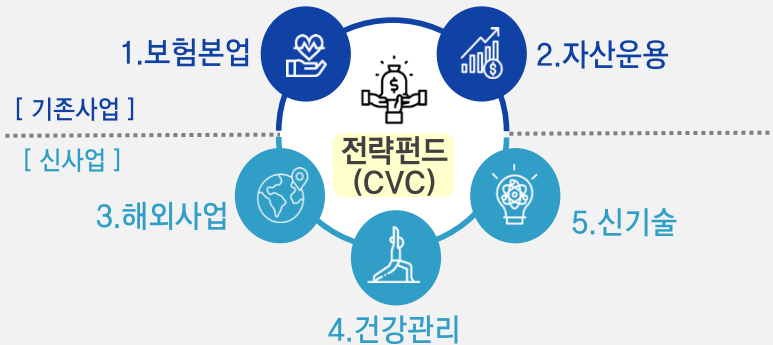 1.보험본업
2.자산운용
[ 기존사업 ]
전략펀드
(CVC)
[ 신사업 ]
3.해외사업
5.신기술
4.건강관리